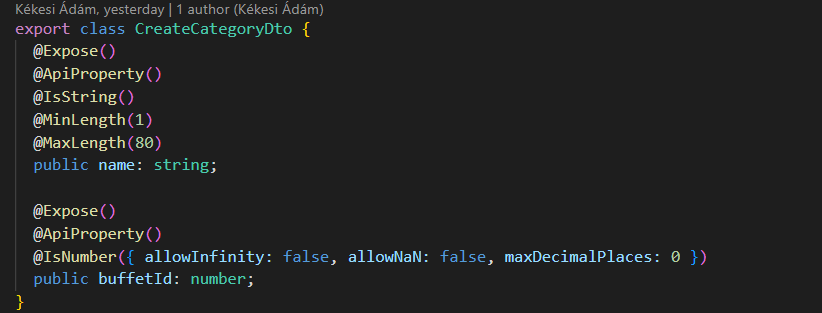 Kékesi Ádám, yesterday | 1 author (Kékesi Ádám)
export class CreateCategoryDto {
@Expose()
@ApiProperty()
@IsString()
@MinLength(1)
@MaxLength(80)
public name: string;
@Expose()
@ApiProperty()
@IsNumber({ allowInfinity: false, allowNaN: false, maxDecimalPlaces: 0 })
public buffetId: number;
}